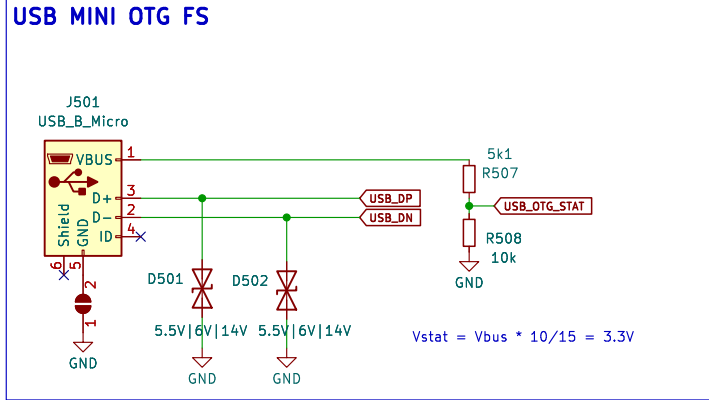 USB MINI OTG FS
J501
USB_B_Micro
VBUS 1
D+ 3
D- 2
ID 4
Shield
GND
6
5
2
1
GND
USB_DP
USB_DN
5k1
R507
USB_OTG_STAT
R508
10k
GND
D501
D502
5.5V|6V|14V
5.5V|6V|14V
GND
GND
Vstat = Vbus * 10/15 = 3.3V